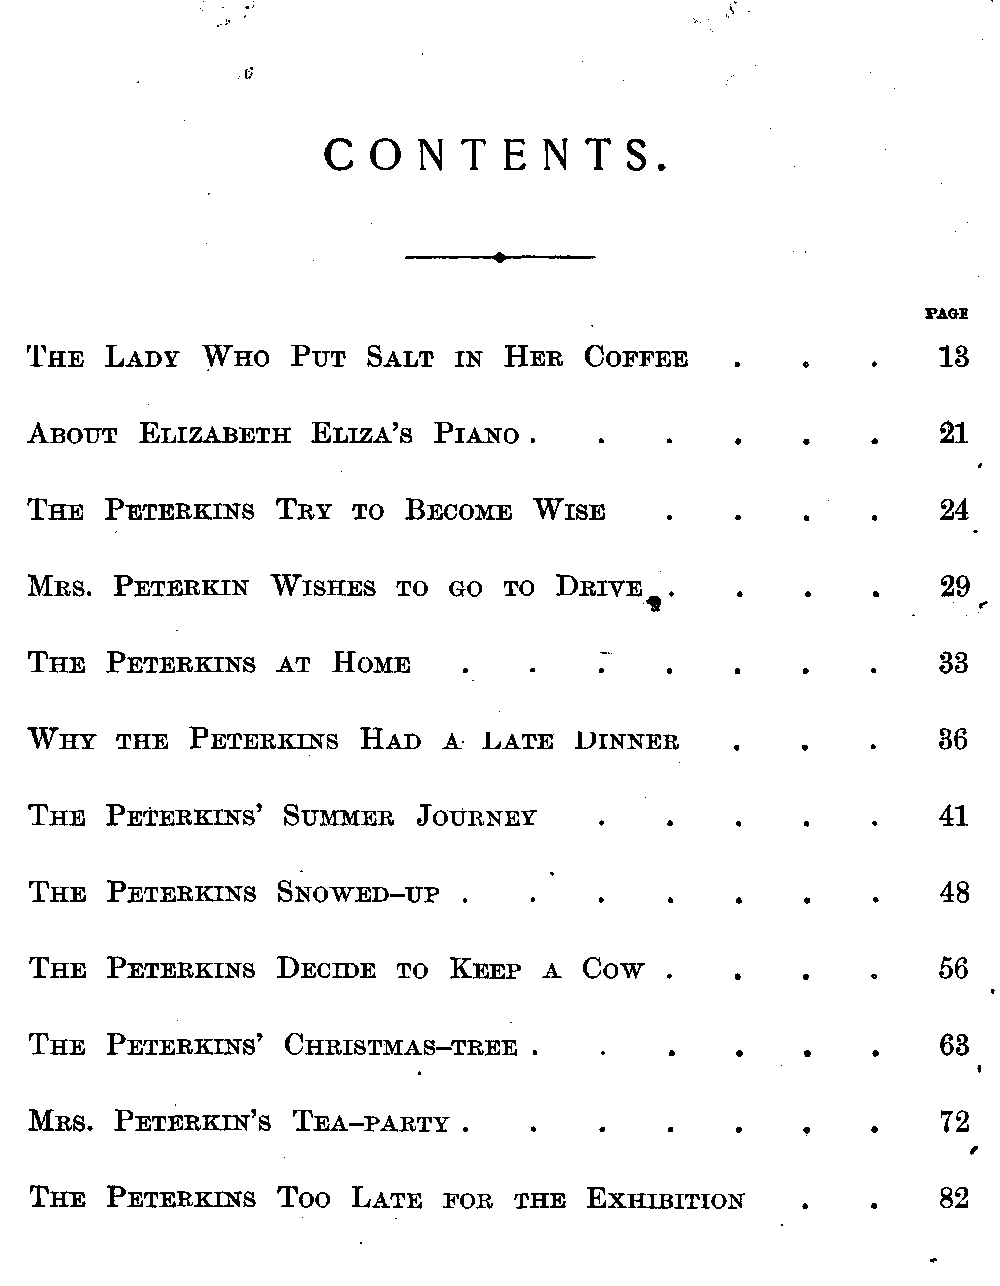 CONTENTS.
PAGE
The Lady Who Put Salt in Her Coffee . . . 13
About Elizabeth Eliza's Piano . . . . . . 21
The Peterkins Try to Become Wise . . . . 24
Mrs. Peterkin Wishes to go to Drive . . . . 29
The Peterkins at Home . . . . . . . 33
Why the Peterkins Had a Late Dinner . . . 36
The Peterkins' Summer Journey . . . . . 41
The Peterkins Snowed-up . . . . . . . 48
The Peterkins Decide to Keep a Cow . . . . 56
The Peterkins' Christmas-tree . . . . . . 63
Mrs. Peterkin's Tea-party . . . . . . . 72
The Peterkins Too Late for the Exhibition . . 82